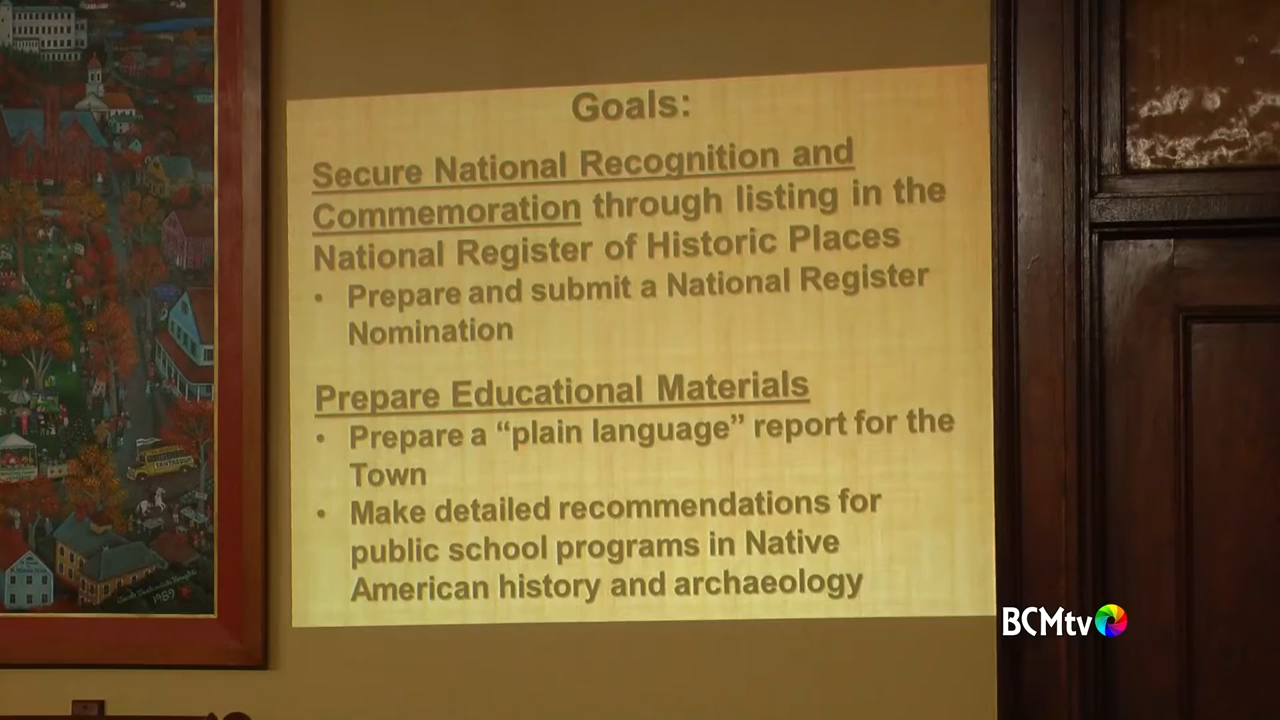 Goals:
Secure National Recognition and
Commemoration through listing in the
National Register of Historic Places
• Prepare and submit a National Register
Nomination
Prepare Educational Materials
• Prepare a “plain language” report for the
Town
• Make detailed recommendations for
public school programs in Native
American history and archaeology
1989
BCMtv